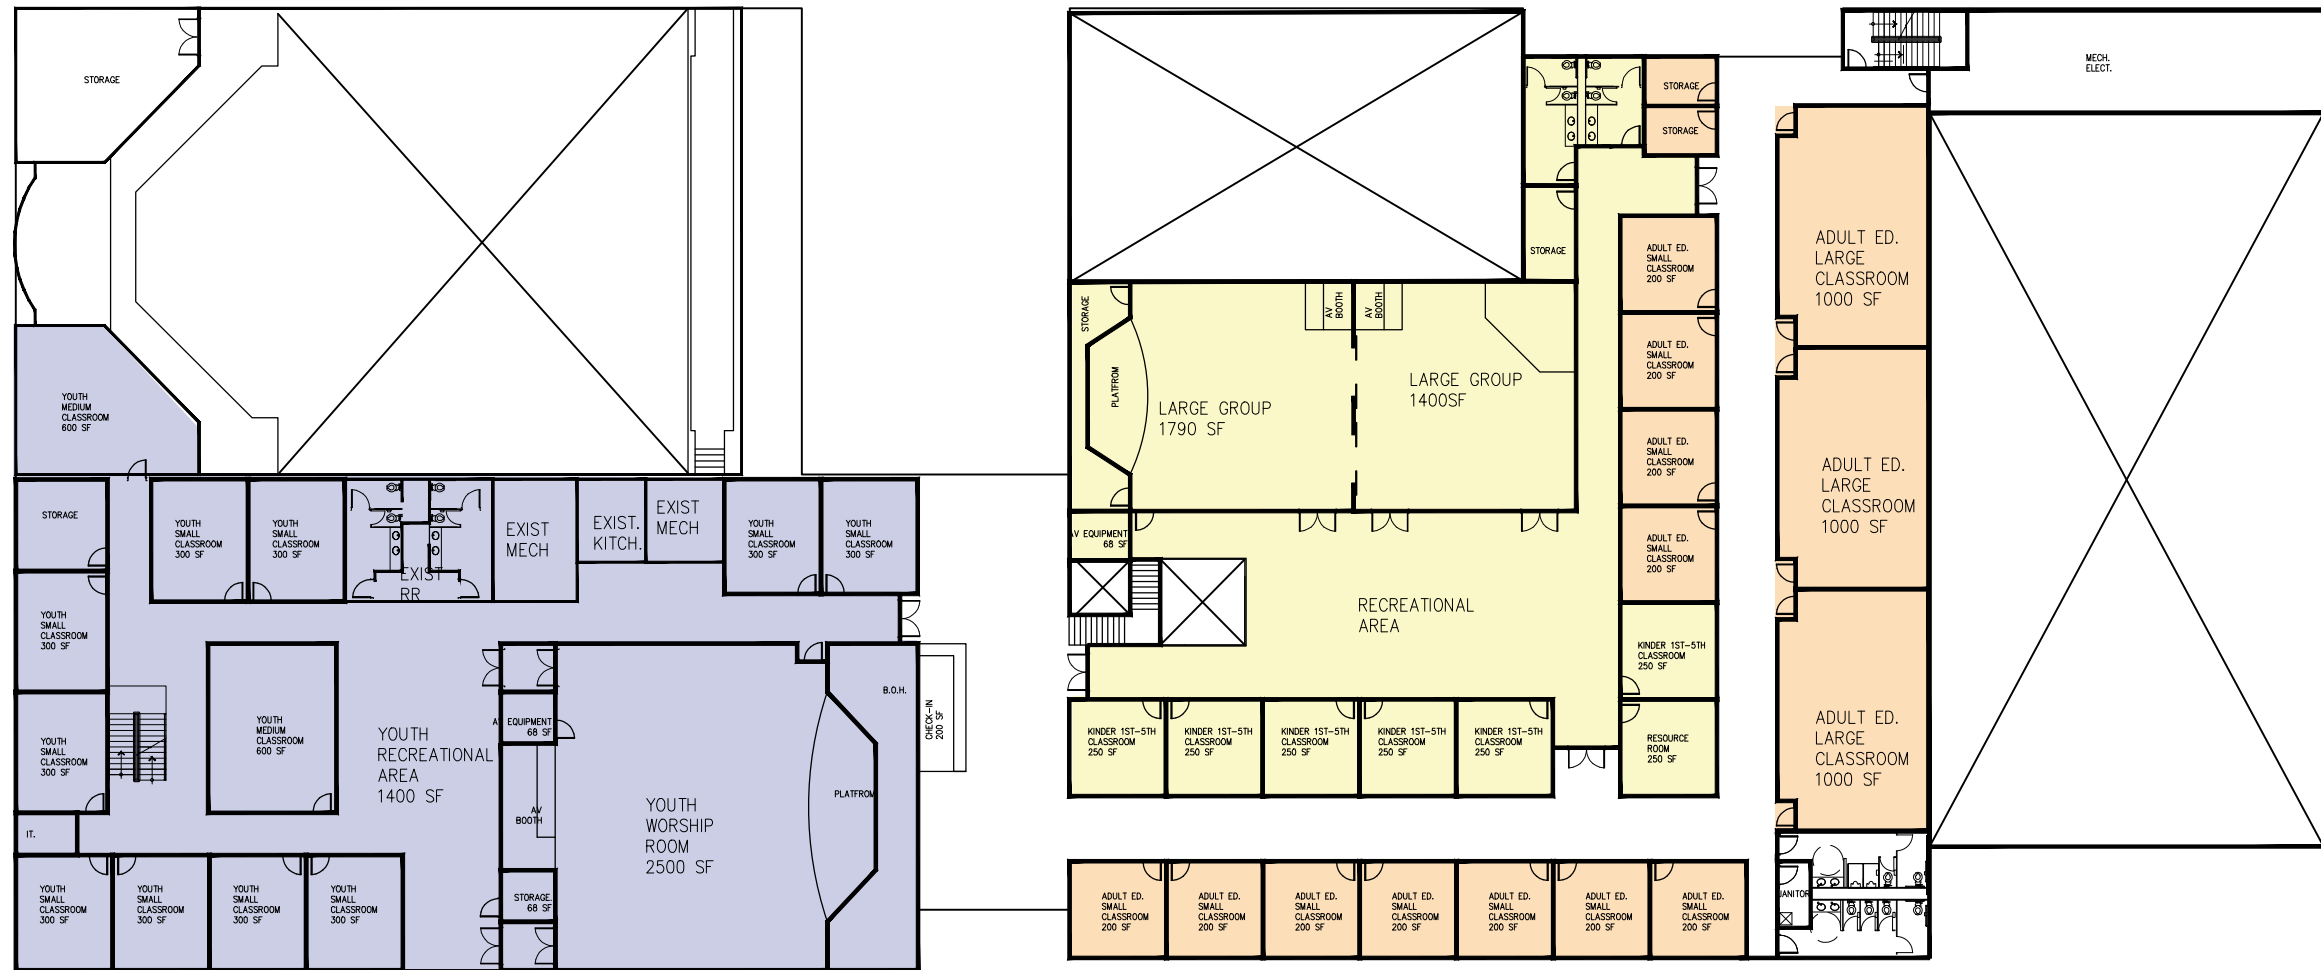 STORAGE
YOUTH
MEDIUM
CLASSROOM
600 SF
STORAGE
YOUTH
SMALL
CLASSROOM
300 SF
YOUTH
SMALL
CLASSROOM
300 SF
EXIST
RR
EXIST
MECH
EXIST.
KITCH.
EXIST
MECH
YOUTH
SMALL
CLASSROOM
300 SF
YOUTH
SMALL
CLASSROOM
300 SF
YOUTH
SMALL
CLASSROOM
300 SF
YOUTH
SMALL
CLASSROOM
300 SF
IT.
YOUTH
MEDIUM
CLASSROOM
600 SF
YOUTH
RECREATIONAL
AREA
1400 SF
EQUIPMENT
68 SF
AV
BOOTH
STORAGE
68 SF
YOUTH
WORSHIP
ROOM
2500 SF
PLATFROM
B.O.H.
CHECK-IN
200 SF
YOUTH
SMALL
CLASSROOM
300 SF
YOUTH
SMALL
CLASSROOM
300 SF
YOUTH
SMALL
CLASSROOM
300 SF
YOUTH
SMALL
CLASSROOM
300 SF
STORAGE
STORAGE
STORAGE
STORAGE
PLATFROM
AV
BOOTH
AV
BOOTH
LARGE GROUP
1790 SF
LARGE GROUP
1400SF
AV EQUIPMENT
68 SF
RECREATIONAL
AREA
ADULT ED.
SMALL
CLASSROOM
200 SF
ADULT ED.
SMALL
CLASSROOM
200 SF
ADULT ED.
SMALL
CLASSROOM
200 SF
ADULT ED.
SMALL
CLASSROOM
200 SF
KINDER 1ST-5TH
CLASSROOM
250 SF
RESOURCE
ROOM
250 SF
KINDER 1ST-5TH
CLASSROOM
250 SF
KINDER 1ST-5TH
CLASSROOM
250 SF
KINDER 1ST-5TH
CLASSROOM
250 SF
KINDER 1ST-5TH
CLASSROOM
250 SF
KINDER 1ST-5TH
CLASSROOM
250 SF
ADULT ED.
SMALL
CLASSROOM
200 SF
ADULT ED.
SMALL
CLASSROOM
200 SF
ADULT ED.
SMALL
CLASSROOM
200 SF
ADULT ED.
SMALL
CLASSROOM
200 SF
ADULT ED.
SMALL
CLASSROOM
200 SF
ADULT ED.
SMALL
CLASSROOM
200 SF
ADULT ED.
SMALL
CLASSROOM
200 SF
MECH.
ELECT.
ADULT ED.
LARGE
CLASSROOM
1000 SF
ADULT ED.
LARGE
CLASSROOM
1000 SF
ADULT ED.
LARGE
CLASSROOM
1000 SF
JANITOR